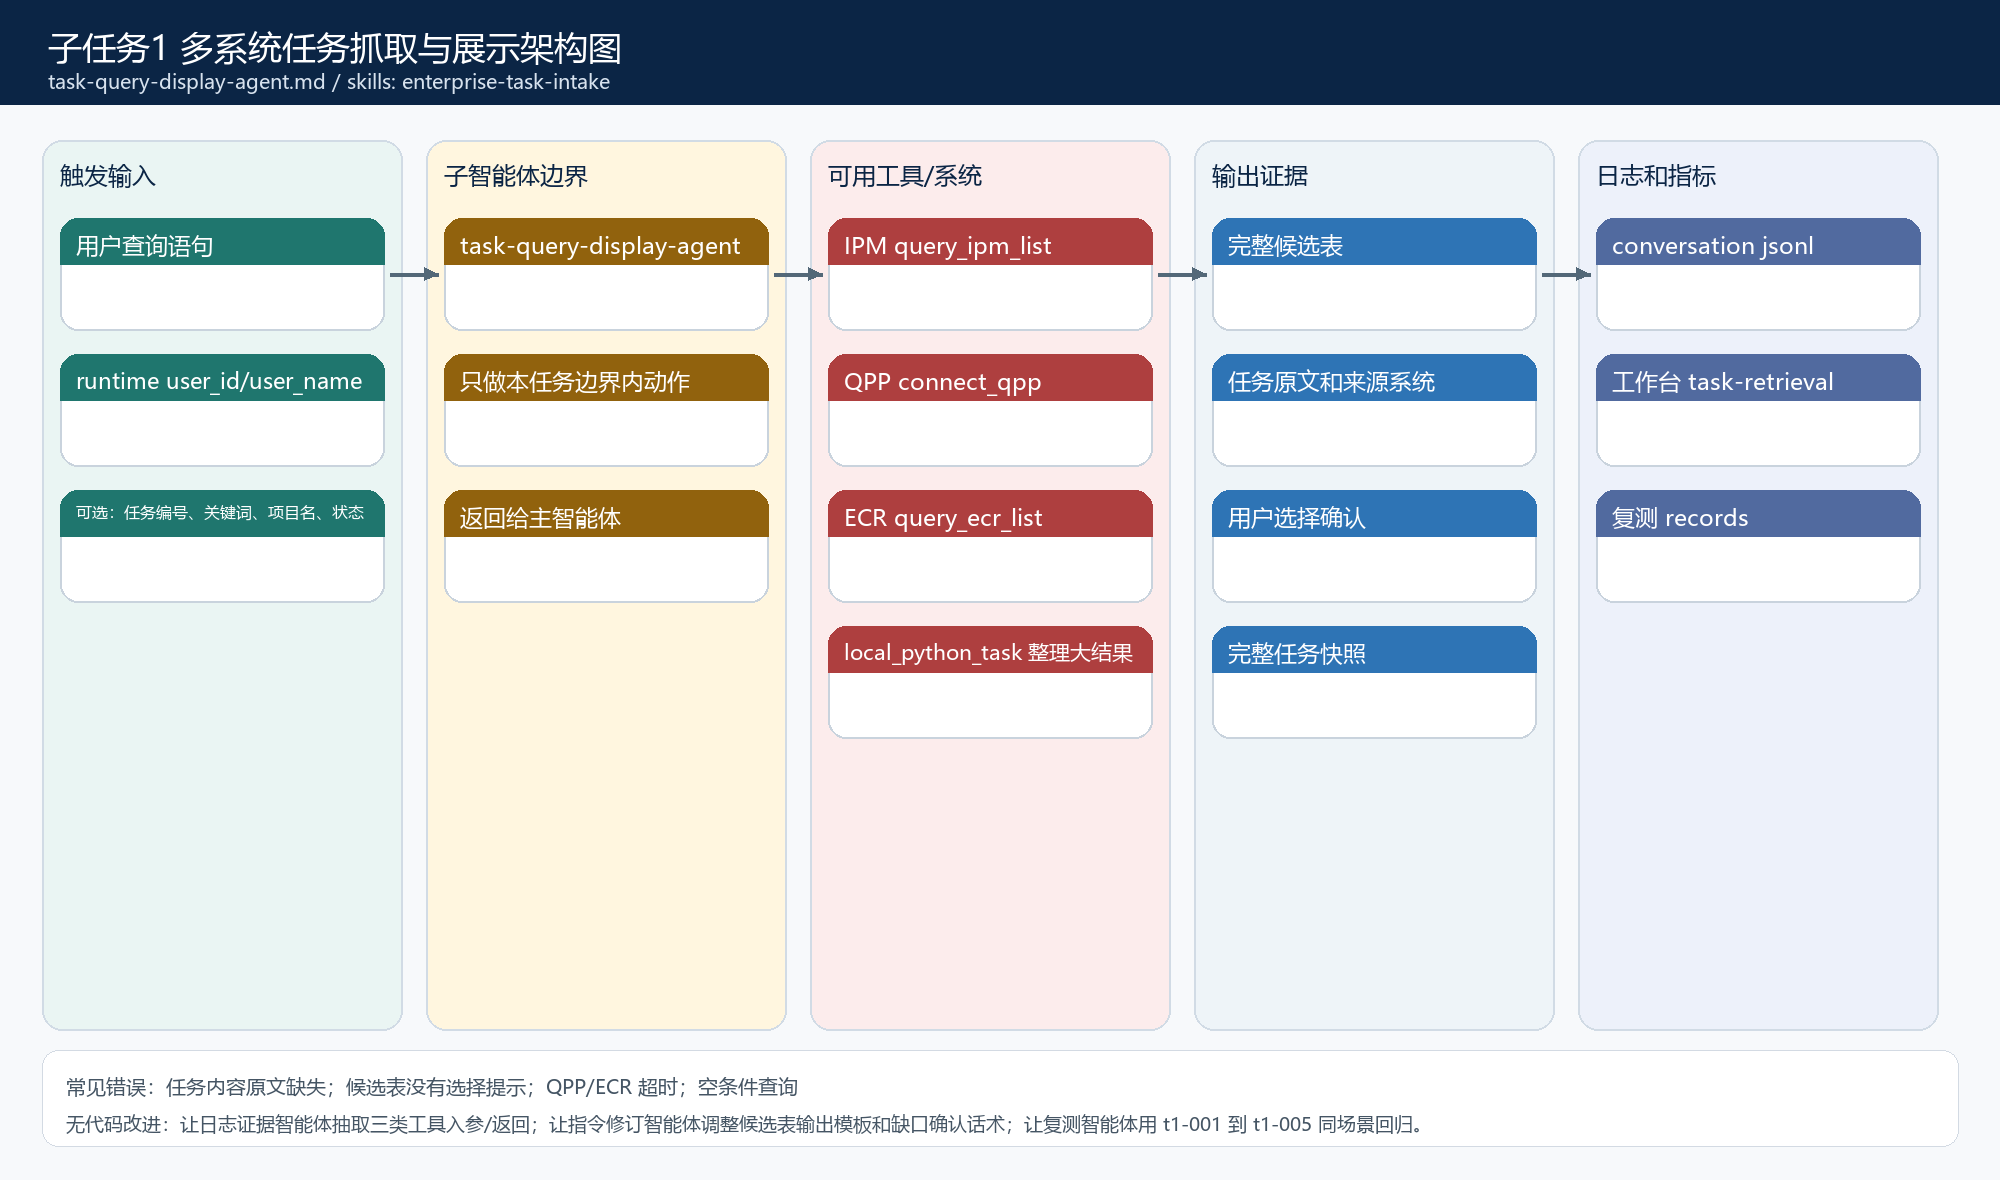 子任务1 多系统任务抓取与展示架构图
task-query-display-agent.md / skills: enterprise-task-intake
触发输入
用户查询语句
runtime user_id/user_name
可选：任务编号、关键词、项目名、状态
子智能体边界
task-query-display-agent
只做本任务边界内动作
返回给主智能体
可用工具/系统
IPM query_ipm_list
QPP connect_qpp
ECR query_ecr_list
local_python_task 整理大结果
输出证据
完整候选表
任务原文和来源系统
用户选择确认
完整任务快照
日志和指标
conversation jsonl
工作台 task-retrieval
复测 records
常见错误：任务内容原文缺失；候选表没有选择提示；QPP/ECR 超时；空条件查询
无代码改进：让日志证据智能体抽取三类工具入参/返回；让指令修订智能体调整候选表输出模板和缺口确认话术；让复测智能体用 t1-001 到 t1-005 同场景回归。